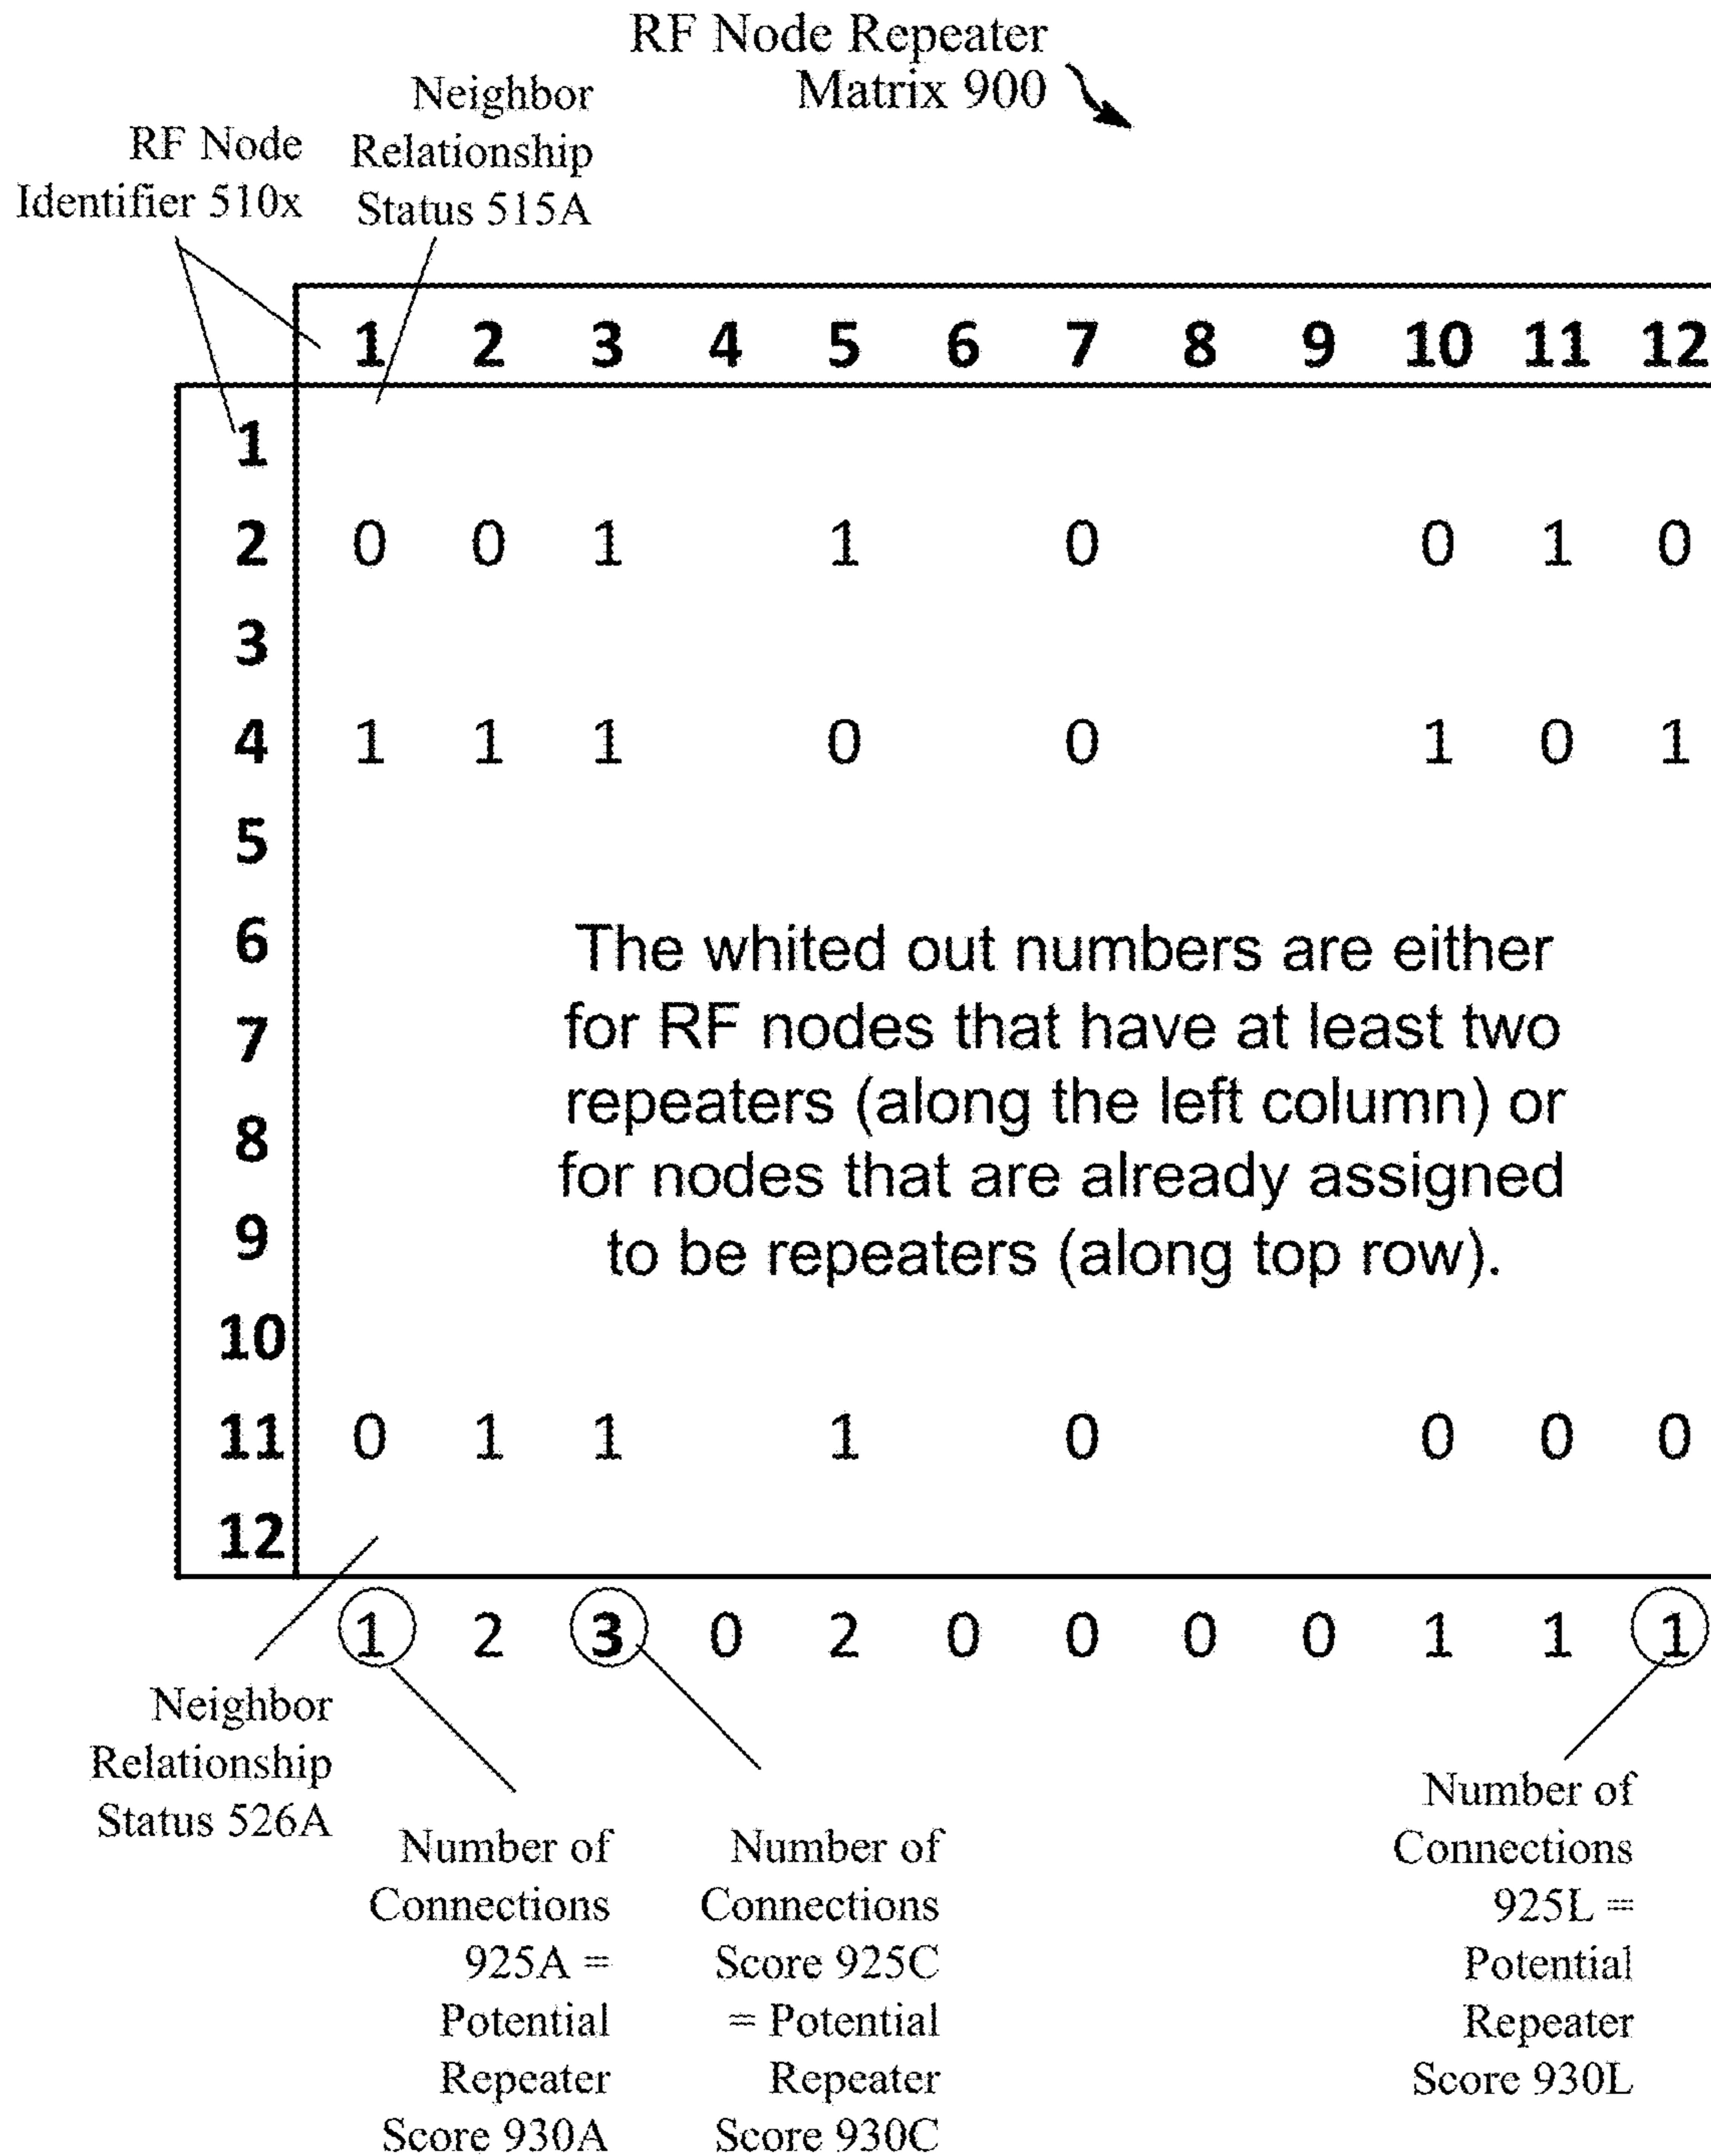 RF Node Repeater
Matrix 900
RF Node
Identifier 510x
Neighbor
Relationship
Status 515A
1 2 3 4 5 6 7 8 9 10 11 12
1
2 0 0 1 1 0 0 1 0
3
4 1 1 1 0 0 1 0 1
5
6
7
8
9
10
The whited out numbers are either
for RF nodes that have at least two
repeaters (along the left column) or
for nodes that are already assigned
to be repeaters (along top row).
11 0 1 1 1 0 0 0 0
12
1 2 3 0 2 0 0 0 0 1 1 1
Neighbor
Relationship
Status 526A
Number of
Connections
925A =
Potential
Repeater
Score 930A
Number of
Connections
Score 925C
= Potential
Repeater
Score 930C
Number of
Connections
925L =
Potential
Repeater
Score 930L